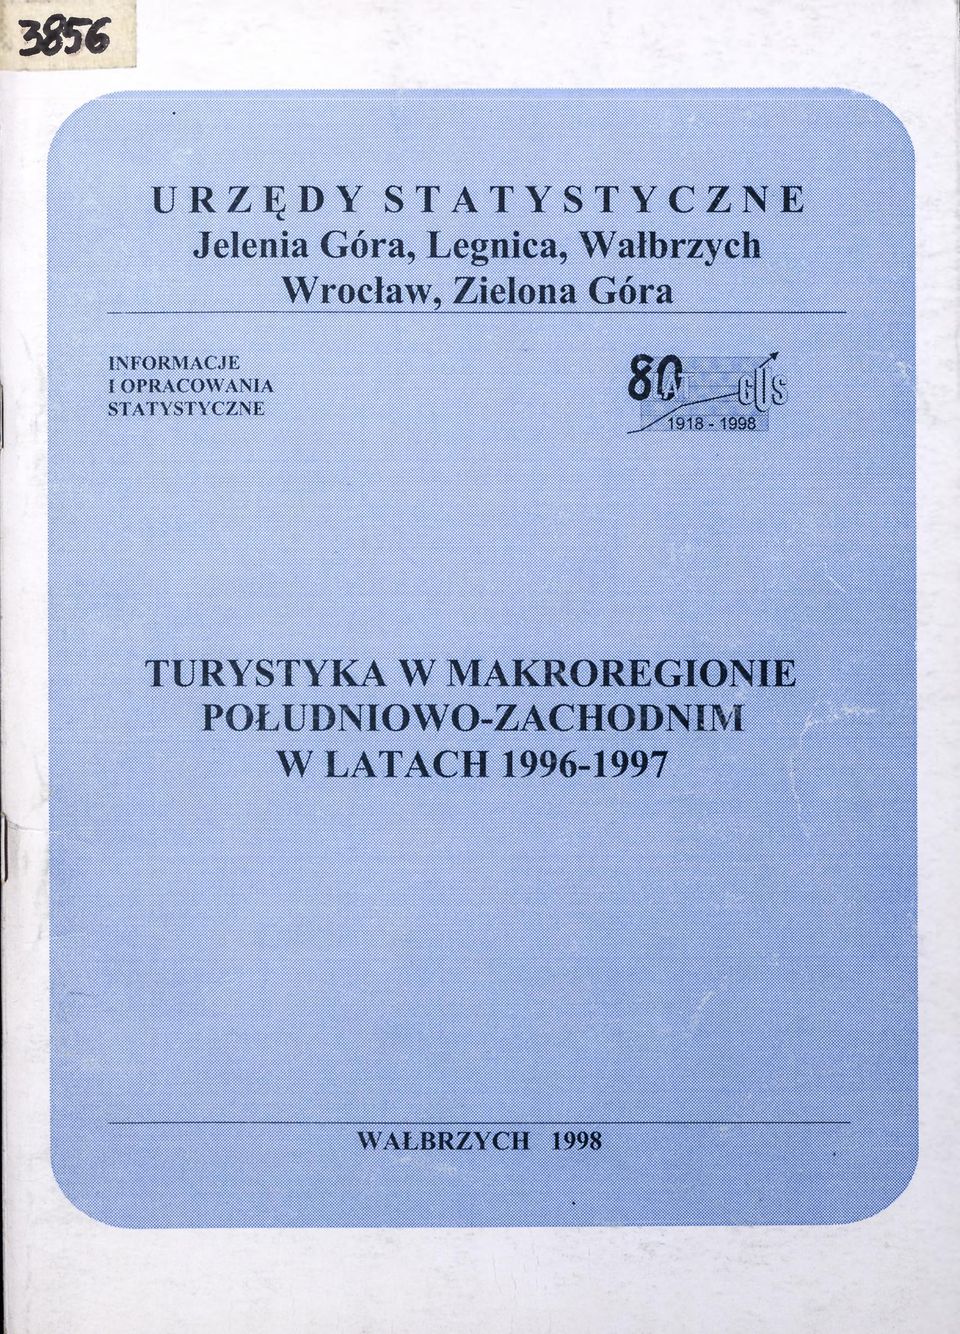 3856
URZĘDY STATYSTYCZNE
Jelenia Góra, Legnica, Wałbrzych
Wrocław, Zielona Góra
INFORMACJE
I OPRACOWANIA
STATYSTYCZNE
80 LAT GUS
1918 - 1998
TURYSTYKA W MAKROREGIONIE
POŁUDNIOWO-ZACHODNIM
W LATACH 1996-1997
WAŁBRZYCH 1998